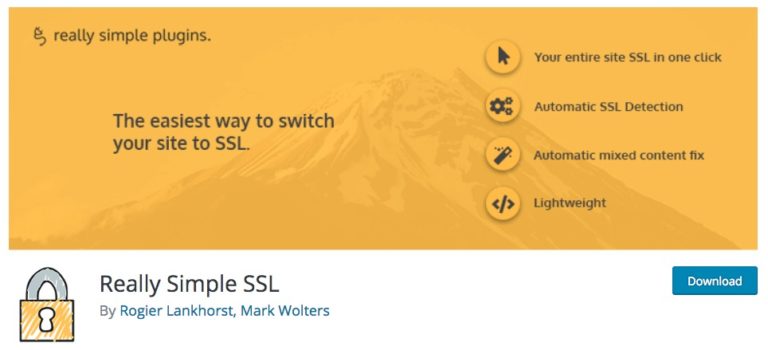 really simple plugins.
The easiest way to switch
your site to SSL.
Your entire site SSL in one click
Automatic SSL Detection
Automatic mixed content fix
Lightweight
Really Simple SSL
By Rogier Lankhorst, Mark Wolters
Download